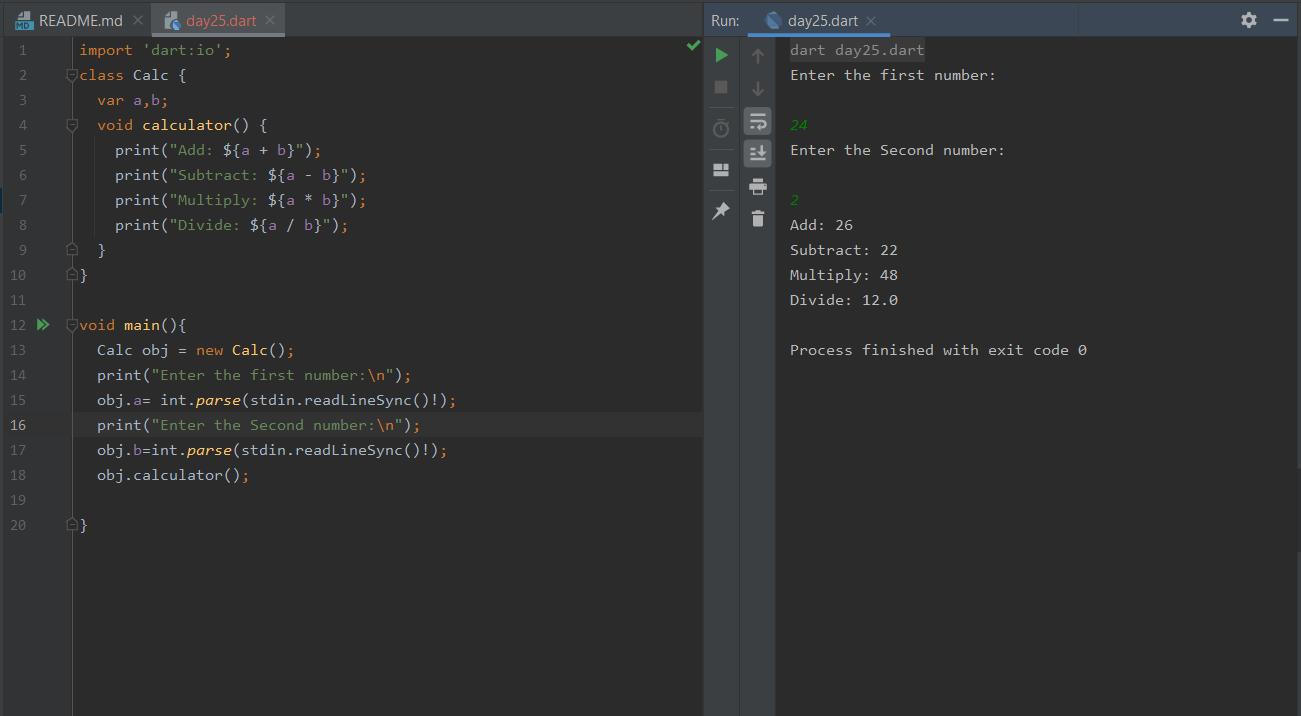 README.md
day25.dart
1 import 'dart:io';
2 class Calc {
3 var a,b;
4 void calculator() {
5 print("Add: ${a + b}");
6 print("Subtract: ${a - b}");
7 print("Multiply: ${a * b}");
8 print("Divide: ${a / b}");
9 }
10 }
11
12 void main(){
13 Calc obj = new Calc();
14 print("Enter the first number:\n");
15 obj.a= int.parse(stdin.readLineSync()!);
16 print("Enter the Second number:\n");
17 obj.b=int.parse(stdin.readLineSync()!);
18 obj.calculator();
19
20 }
Run: day25.dart
dart day25.dart
Enter the first number:
24
Enter the Second number:
2
Add: 26
Subtract: 22
Multiply: 48
Divide: 12.0
Process finished with exit code 0